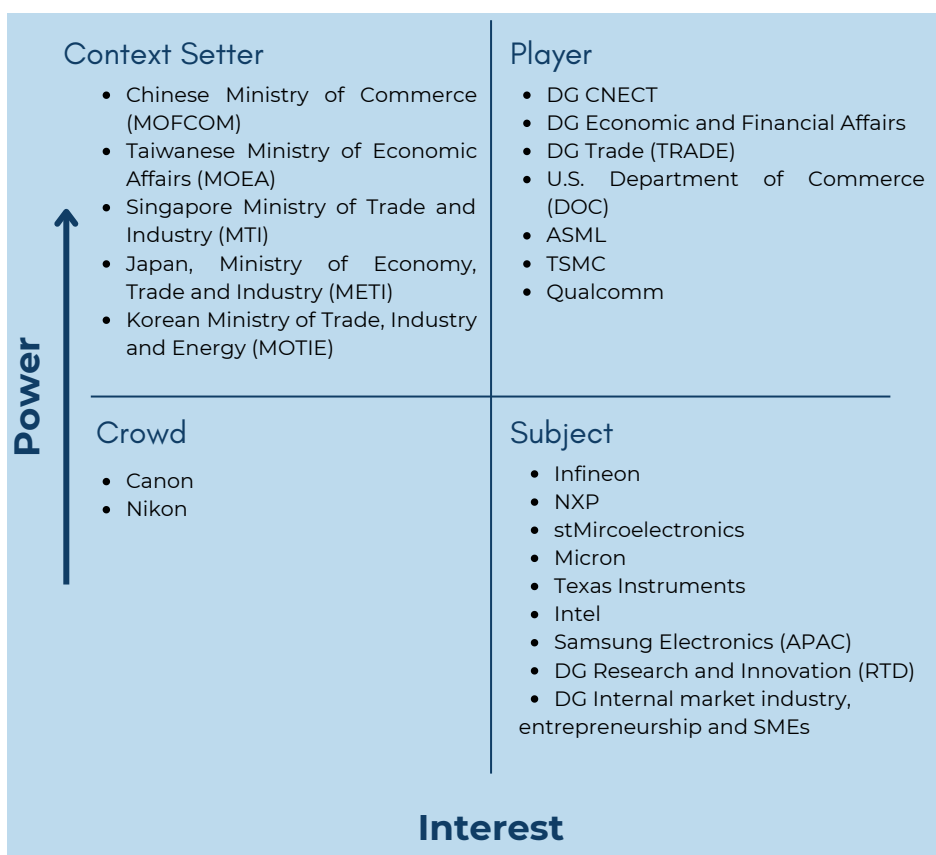 Context Setter
• Chinese Ministry of Commerce
(MOFCOM)
• Taiwanese Ministry of Economic
Affairs (MOEA)
• Singapore Ministry of Trade and
Industry (MTI)
• Japan, Ministry of Economy,
Trade and Industry (METI)
• Korean Ministry of Trade, Industry
and Energy (MOTIE)
Player
• DG CNECT
• DG Economic and Financial Affairs
• DG Trade (TRADE)
• U.S. Department of Commerce
(DOC)
• ASML
• TSMC
• Qualcomm
Power
Crowd
• Canon
• Nikon
Subject
• Infineon
• NXP
• stMircoelectronics
• Micron
• Texas Instruments
• Intel
• Samsung Electronics (APAC)
• DG Research and Innovation (RTD)
• DG Internal market industry,
entrepreneurship and SMEs
Interest